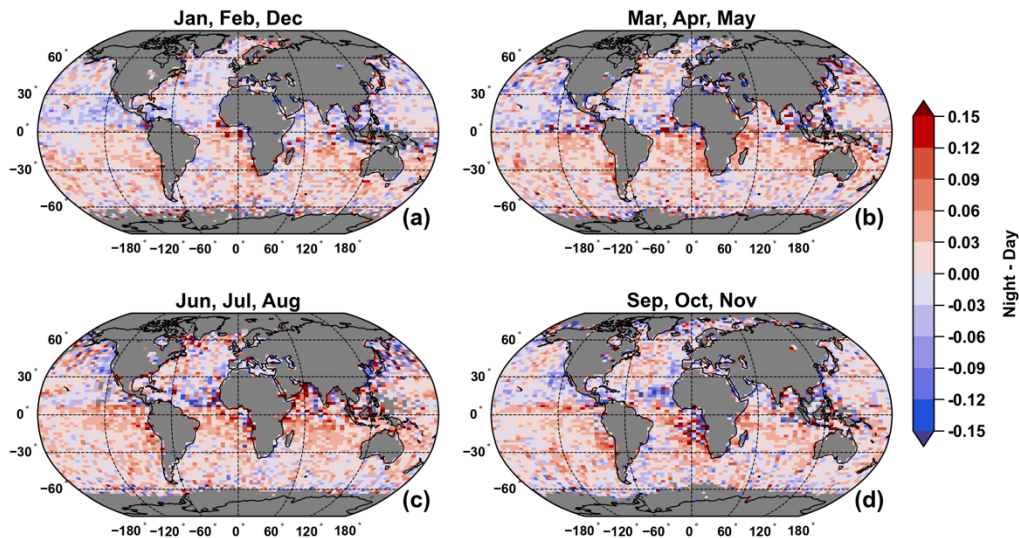 Jan, Feb, Dec
60°
30°
0°
−30°
−60°
(a)
−180° −120° −60° 0° 60° 120° 180°
Mar, Apr, May
60°
30°
0°
−30°
−60°
(b)
−180° −120° −60° 0° 60° 120° 180°
Jun, Jul, Aug
60°
30°
0°
−30°
−60°
(c)
−180° −120° −60° 0° 60° 120° 180°
Sep, Oct, Nov
60°
30°
0°
−30°
−60°
(d)
−180° −120° −60° 0° 60° 120° 180°
0.15
0.12
0.09
0.06
0.03
0.00
-0.03
-0.06
-0.09
-0.12
-0.15
Night - Day